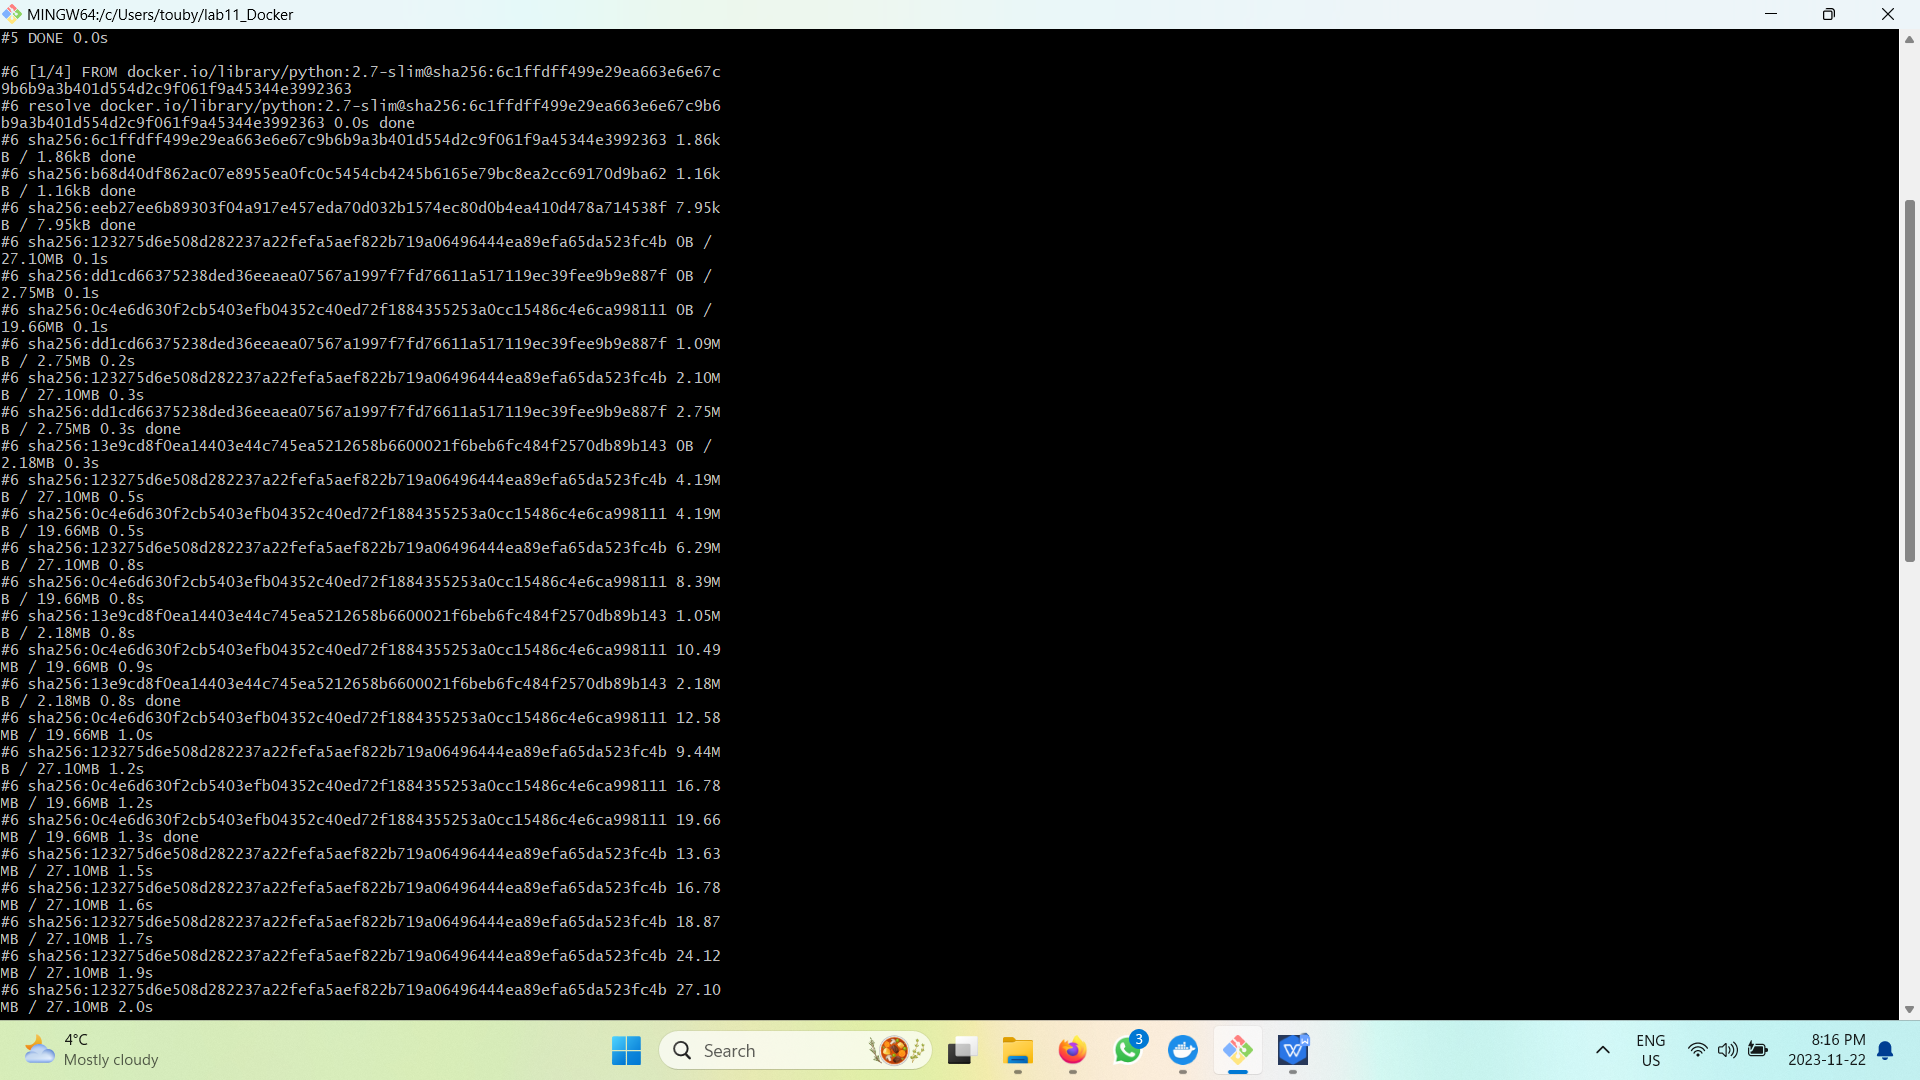 MINGW64:/c/Users/touby/lab11_Docker
#5 DONE 0.0s
#6 [1/4] FROM docker.io/library/python:2.7-slim@sha256:6c1ffdff499e29ea663e6e67c
9b6b9a3b401d554d2c9f061f9a45344e3992363
#6 resolve docker.io/library/python:2.7-slim@sha256:6c1ffdff499e29ea663e6e67c9b6
b9a3b401d554d2c9f061f9a45344e3992363 0.0s done
#6 sha256:6c1ffdff499e29ea663e6e67c9b6b9a3b401d554d2c9f061f9a45344e3992363 1.86k
B / 1.86kB done
#6 sha256:b68d40df862ac07e8955ea0fc0c5454cb4245b6165e79bc8ea2cc69170d9ba62 1.16k
B / 1.16kB done
#6 sha256:eeb27ee6b89303f04a917e457eda70d032b1574ec80d0b4ea410d478a714538f 7.95k
B / 7.95kB done
#6 sha256:123275d6e508d282237a22fefa5aef822b719a06496444ea89efa65da523fc4b 0B /
27.10MB 0.1s
#6 sha256:dd1cd66375238ded36eeaea07567a1997f7fd76611a517119ec39fee9b9e887f 0B /
2.75MB 0.1s
#6 sha256:0c4e6d630f2cb5403efb04352c40ed72f1884355253a0cc15486c4e6ca998111 0B /
19.66MB 0.1s
#6 sha256:dd1cd66375238ded36eeaea07567a1997f7fd76611a517119ec39fee9b9e887f 1.09M
B / 2.75MB 0.2s
#6 sha256:123275d6e508d282237a22fefa5aef822b719a06496444ea89efa65da523fc4b 2.10M
B / 27.10MB 0.3s
#6 sha256:dd1cd66375238ded36eeaea07567a1997f7fd76611a517119ec39fee9b9e887f 2.75M
B / 2.75MB 0.3s done
#6 sha256:13e9cd8f0ea14403e44c745ea5212658b6600021f6beb6fc484f2570db89b143 0B /
2.18MB 0.3s
#6 sha256:123275d6e508d282237a22fefa5aef822b719a06496444ea89efa65da523fc4b 4.19M
B / 27.10MB 0.5s
#6 sha256:0c4e6d630f2cb5403efb04352c40ed72f1884355253a0cc15486c4e6ca998111 4.19M
B / 19.66MB 0.5s
#6 sha256:123275d6e508d282237a22fefa5aef822b719a06496444ea89efa65da523fc4b 6.29M
B / 27.10MB 0.8s
#6 sha256:0c4e6d630f2cb5403efb04352c40ed72f1884355253a0cc15486c4e6ca998111 8.39M
B / 19.66MB 0.8s
#6 sha256:13e9cd8f0ea14403e44c745ea5212658b6600021f6beb6fc484f2570db89b143 1.05M
B / 2.18MB 0.8s
#6 sha256:0c4e6d630f2cb5403efb04352c40ed72f1884355253a0cc15486c4e6ca998111 10.49
MB / 19.66MB 0.9s
#6 sha256:13e9cd8f0ea14403e44c745ea5212658b6600021f6beb6fc484f2570db89b143 2.18M
B / 2.18MB 0.8s done
#6 sha256:0c4e6d630f2cb5403efb04352c40ed72f1884355253a0cc15486c4e6ca998111 12.58
MB / 19.66MB 1.0s
#6 sha256:123275d6e508d282237a22fefa5aef822b719a06496444ea89efa65da523fc4b 9.44M
B / 27.10MB 1.2s
#6 sha256:0c4e6d630f2cb5403efb04352c40ed72f1884355253a0cc15486c4e6ca998111 16.78
MB / 19.66MB 1.2s
#6 sha256:0c4e6d630f2cb5403efb04352c40ed72f1884355253a0cc15486c4e6ca998111 19.66
MB / 19.66MB 1.3s done
#6 sha256:123275d6e508d282237a22fefa5aef822b719a06496444ea89efa65da523fc4b 13.63
MB / 27.10MB 1.5s
#6 sha256:123275d6e508d282237a22fefa5aef822b719a06496444ea89efa65da523fc4b 16.78
MB / 27.10MB 1.6s
#6 sha256:123275d6e508d282237a22fefa5aef822b719a06496444ea89efa65da523fc4b 18.87
MB / 27.10MB 1.7s
#6 sha256:123275d6e508d282237a22fefa5aef822b719a06496444ea89efa65da523fc4b 24.12
MB / 27.10MB 1.9s
#6 sha256:123275d6e508d282237a22fefa5aef822b719a06496444ea89efa65da523fc4b 27.10
MB / 27.10MB 2.0s
4°C
Mostly cloudy
Search
3
W
ENG
US
8:16 PM
2023-11-22